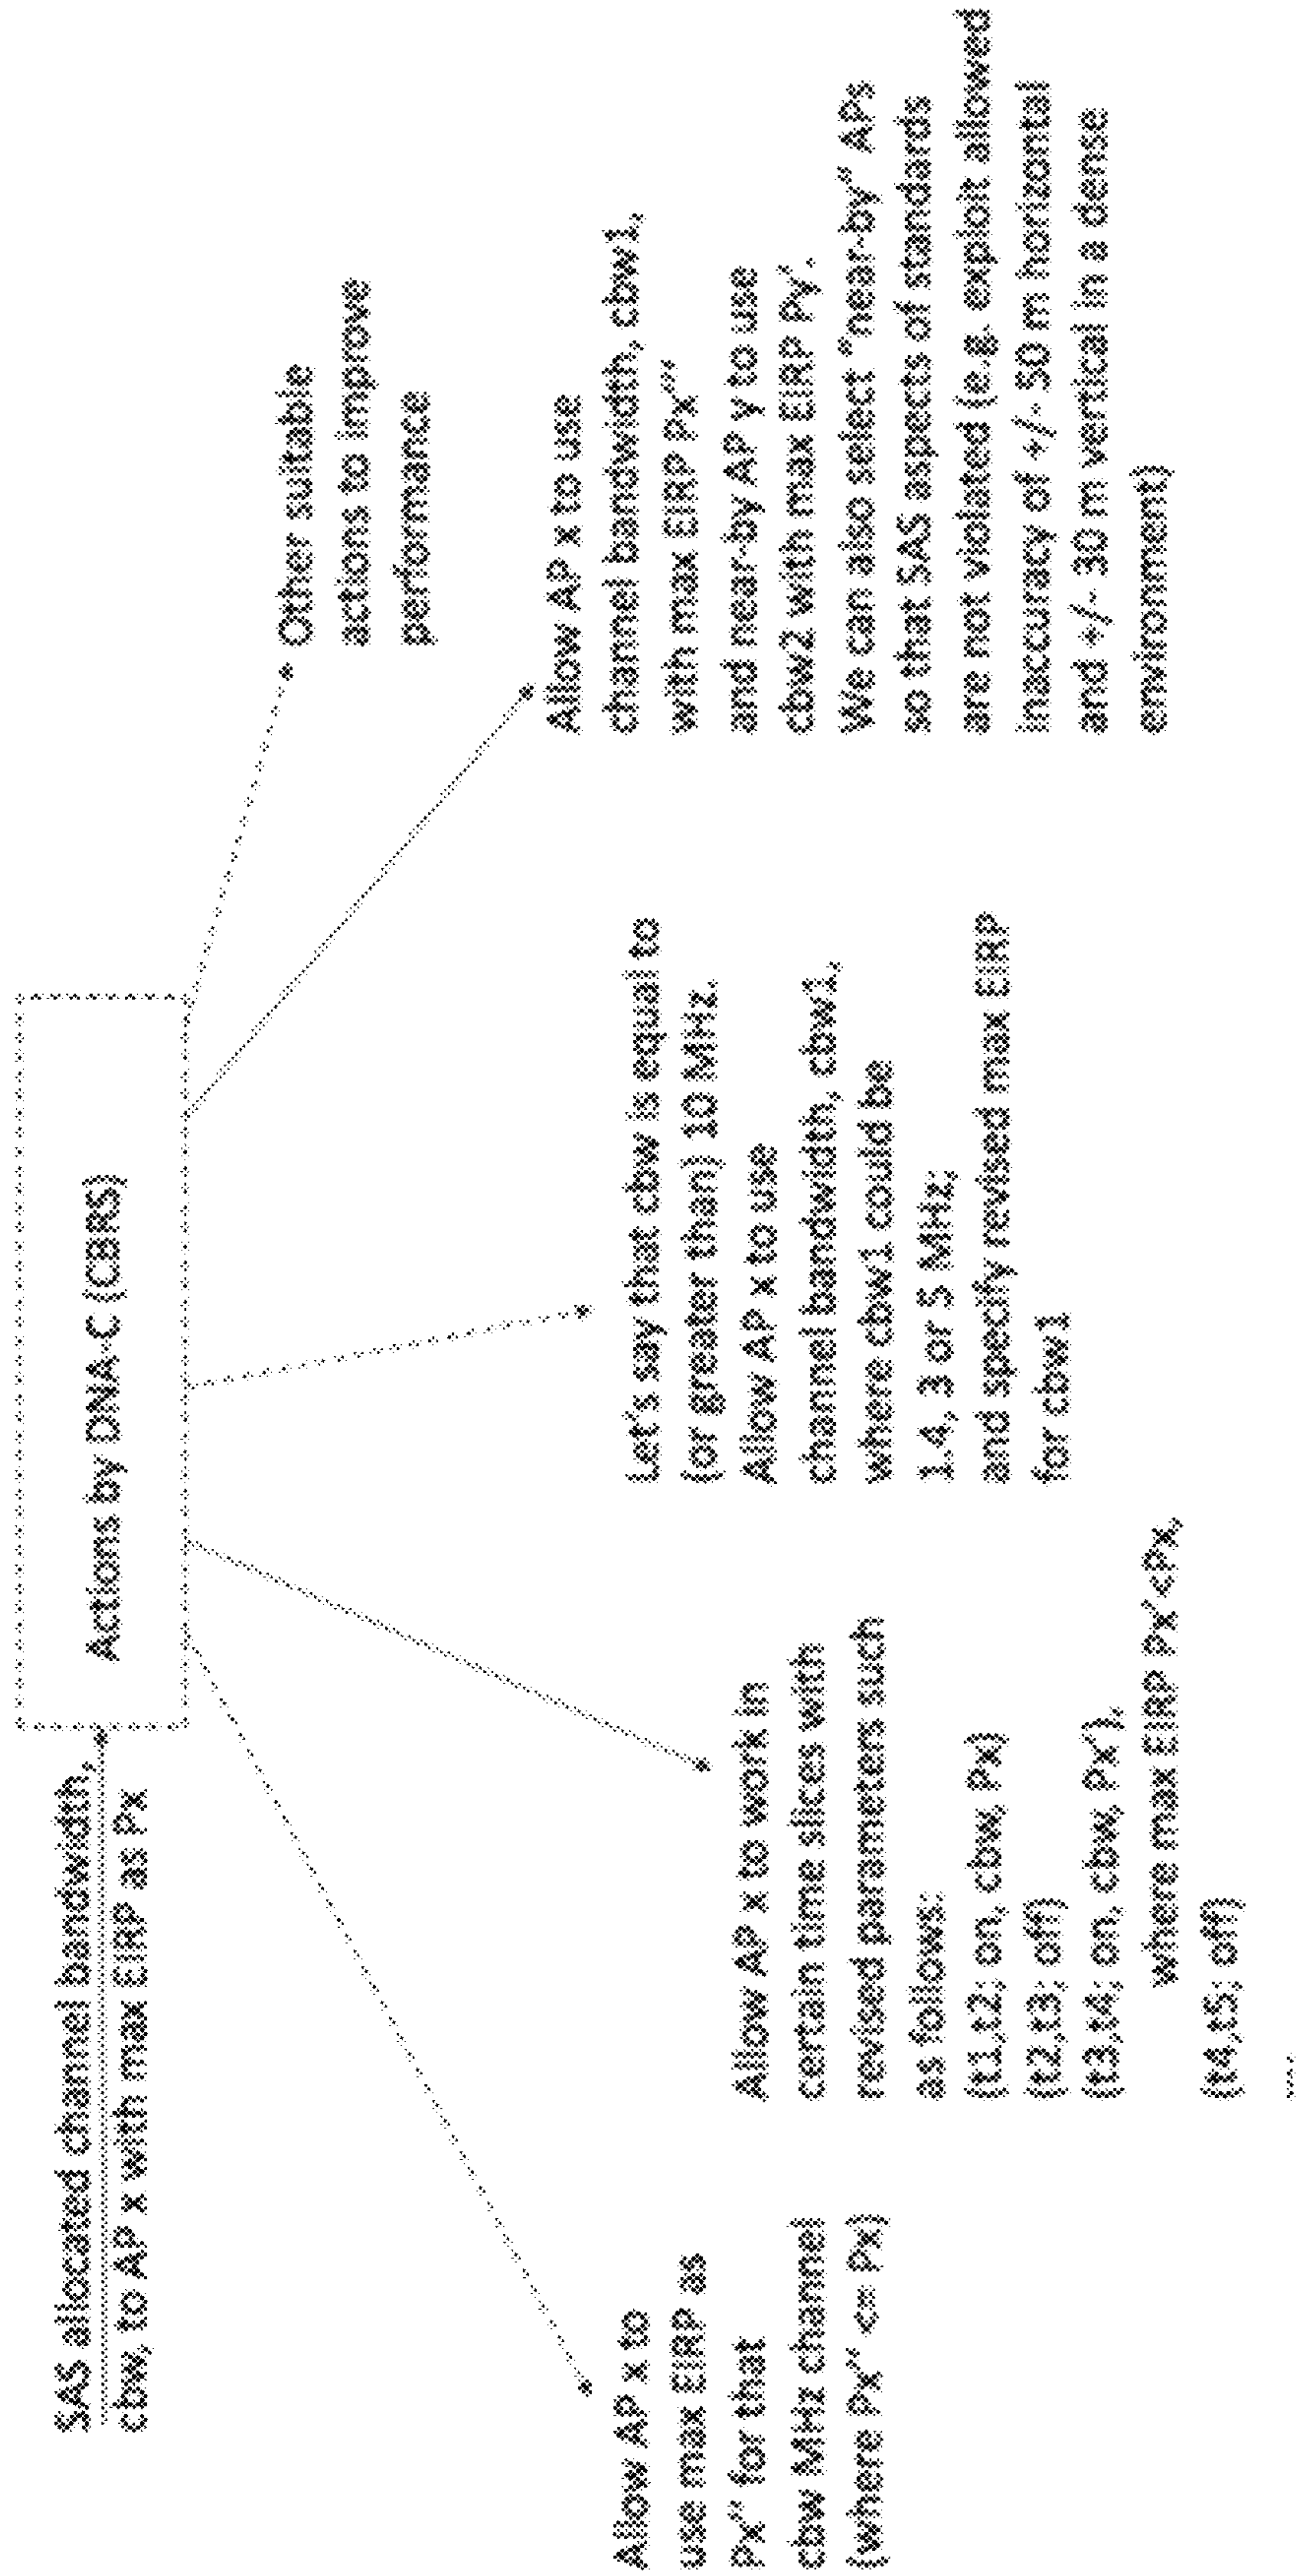 SAS allocated channel bandwidth,
cbw, to AP x with max EIRP as Px
Actions by DNA-C (CBRS)
Allow AP x to
use max EIRP as
Px'' for that
cbw MHz channel
(where Px'' <= Px)
Allow AP x to work in
certain time slices with
revised parameters such
as follows:
(t1,t2; on, cbw, Px)
(t2,t3; off)
(t3,t4; on, cbw, Px'),
where max EIRP Px'<Px,
(t4,t5; off)
...
Let's say that cbw is equal to
(or greater than) 10 MHz.
Allow AP x to use
channel bandwidth, cbw1,
where cbw1 could be
1.4, 3 or 5 MHz;
and specify revised max EIRP
for cbw1
Allow AP x to use
channel bandwidth, cbw1,
with max EIRP Px'''
and near-by AP y to use
cbw2 with max EIRP Py'.
We can also select "near-by" APs
so that SAS aspects of standards
are not violated (e.g. exploit allowed
inaccuracy of +/- 50 m horizontal
and +/- 30 m vertical in a dense
environment)
Other suitable
actions to improve
performance